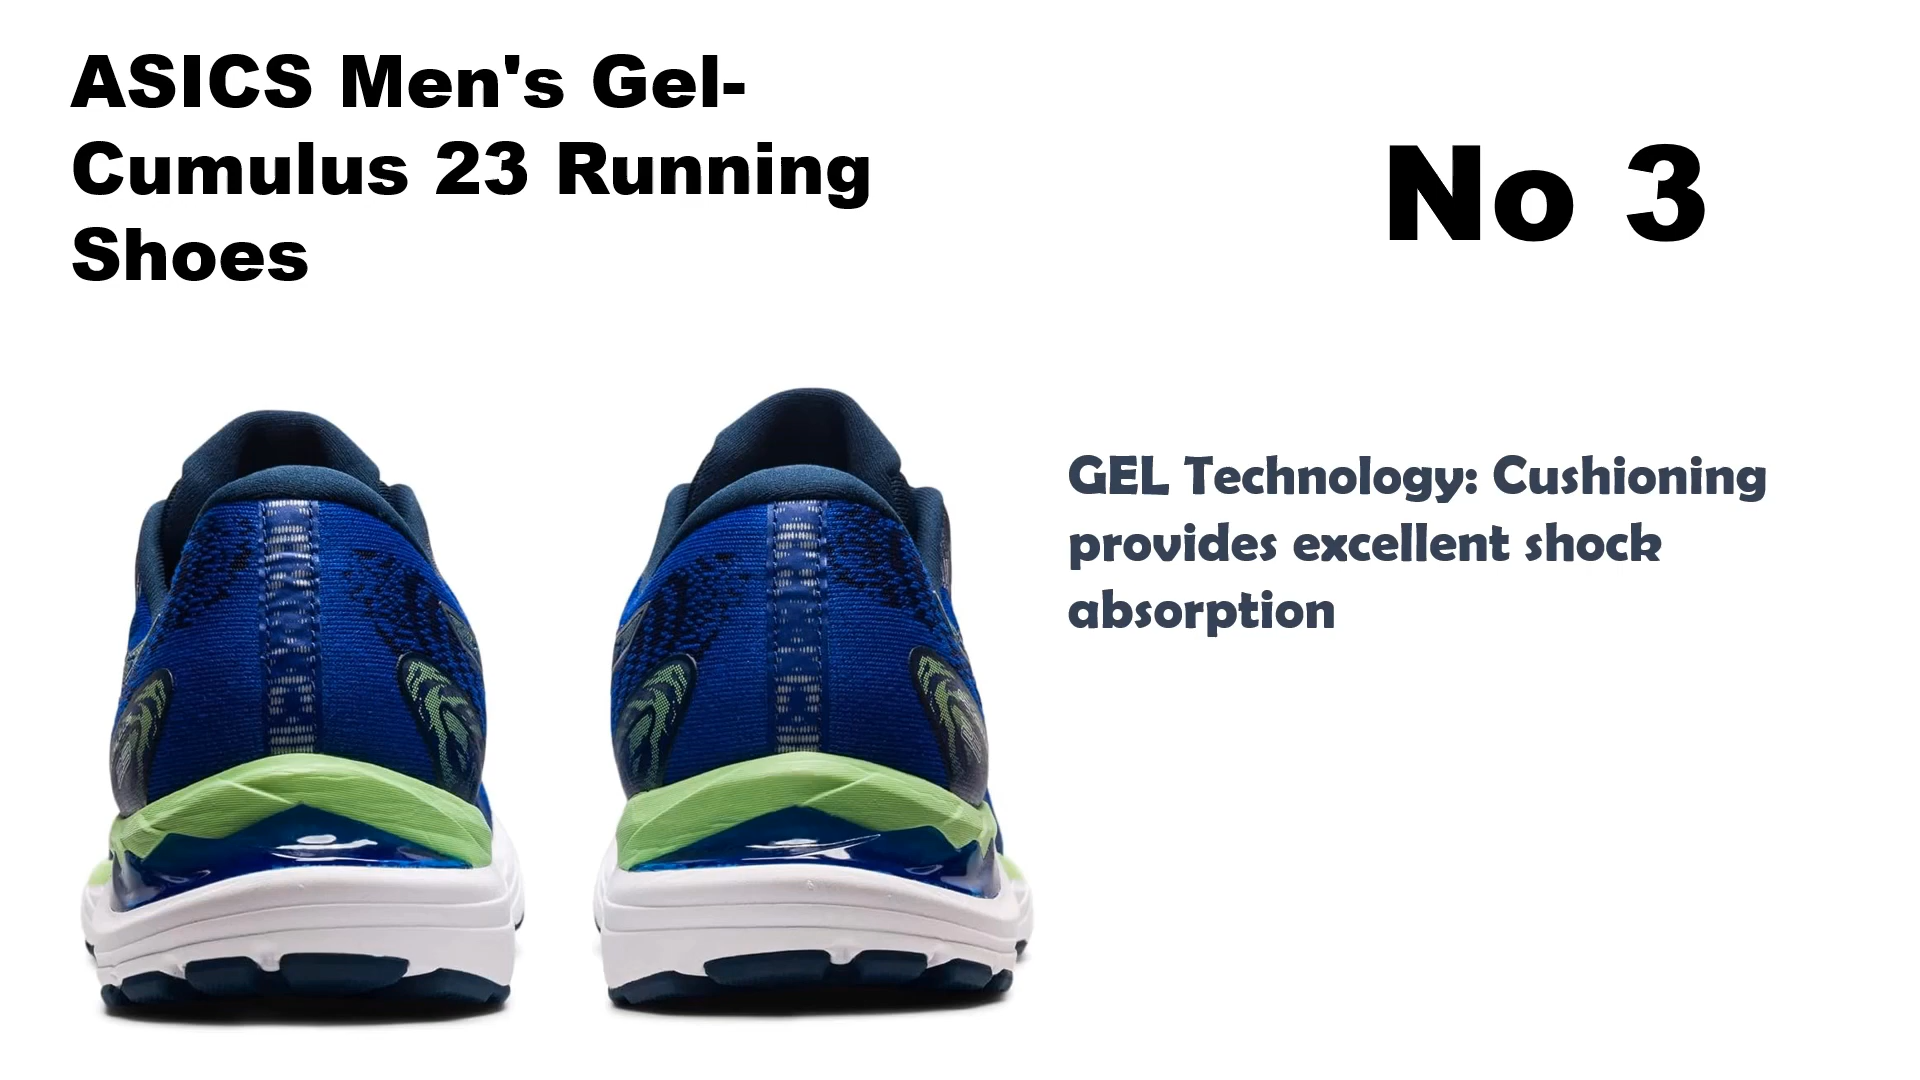 ASICS Men's Gel-
Cumulus 23 Running
Shoes
No 3
GEL Technology: Cushioning
provides excellent shock
absorption